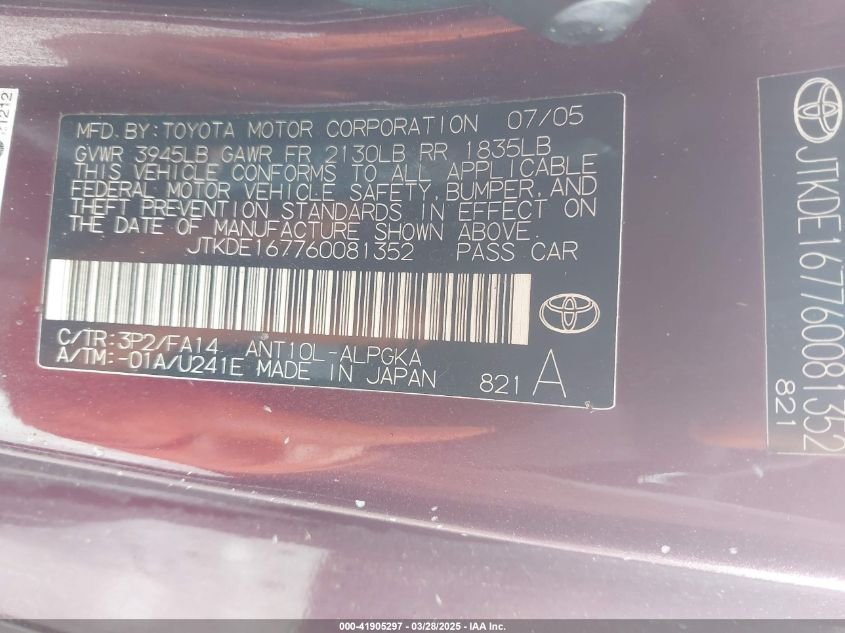 MFD. BY: TOYOTA MOTOR CORPORATION 07/05
GVWR 3945LB GAWR FR 2130LB RR 1835LB
THIS VEHICLE CONFORMS TO ALL APPLICABLE
FEDERAL MOTOR VEHICLE SAFETY, BUMPER, AND
THEFT PREVENTION STANDARDS IN EFFECT ON
THE DATE OF MANUFACTURE SHOWN ABOVE.
JTKDE167760081352 PASS CAR
C/TR: 3P2/FA14 ANT10L-ALPGKA
A/TM: -01A/U241E MADE IN JAPAN 821 A
JTKDE167760081352
821
000-41905297 - 03/28/2025 - IAA Inc.